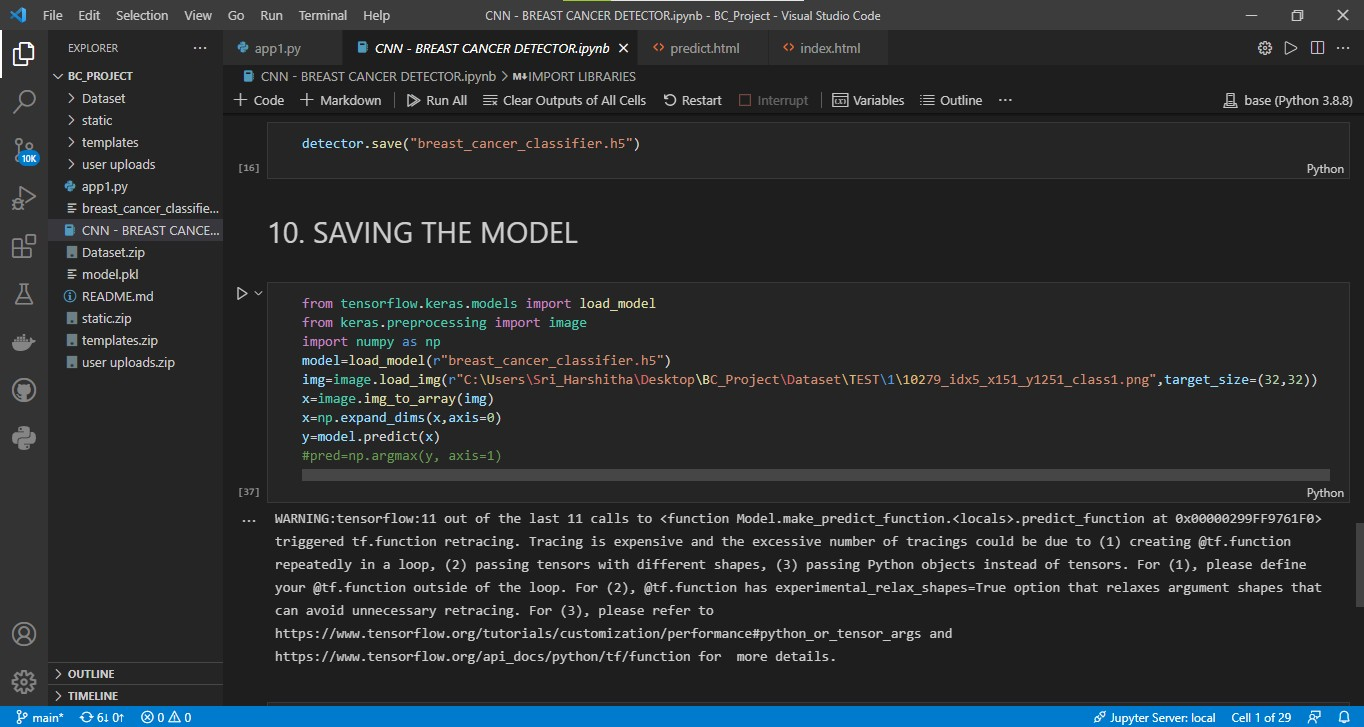 File Edit Selection View Go Run Terminal Help CNN - BREAST CANCER DETECTOR.ipynb - BC_Project - Visual Studio Code
EXPLORER
app1.py CNN - BREAST CANCER DETECTOR.ipynb predict.html index.html
BC_PROJECT
Dataset
static
templates
user uploads
app1.py
breast_cancer_classifie...
CNN - BREAST CANCE...
Dataset.zip
model.pkl
README.md
static.zip
templates.zip
user uploads.zip
10K
OUTLINE
TIMELINE
CNN - BREAST CANCER DETECTOR.ipynb > M↓IMPORT LIBRARIES
+ Code + Markdown Run All Clear Outputs of All Cells Restart Interrupt Variables Outline ... base (Python 3.8.8)
detector.save("breast_cancer_classifier.h5")
[16] Python
10. SAVING THE MODEL
from tensorflow.keras.models import load_model
from keras.preprocessing import image
import numpy as np
model=load_model(r"breast_cancer_classifier.h5")
img=image.load_img(r"C:\Users\Sri_Harshitha\Desktop\BC_Project\Dataset\TEST\1\10279_idx5_x151_y1251_class1.png",target_size=(32,32))
x=image.img_to_array(img)
x=np.expand_dims(x,axis=0)
y=model.predict(x)
#pred=np.argmax(y, axis=1)
[37] Python
WARNING:tensorflow:11 out of the last 11 calls to <function Model.make_predict_function.<locals>.predict_function at 0x00000299FF9761F0>
triggered tf.function retracing. Tracing is expensive and the excessive number of tracings could be due to (1) creating @tf.function
repeatedly in a loop, (2) passing tensors with different shapes, (3) passing Python objects instead of tensors. For (1), please define
your @tf.function outside of the loop. For (2), @tf.function has experimental_relax_shapes=True option that relaxes argument shapes that
can avoid unnecessary retracing. For (3), please refer to
https://www.tensorflow.org/tutorials/customization/performance#python_or_tensor_args and
https://www.tensorflow.org/api_docs/python/tf/function for  more details.
main* 6↓ 0↑ 0 0 Jupyter Server: local Cell 1 of 29